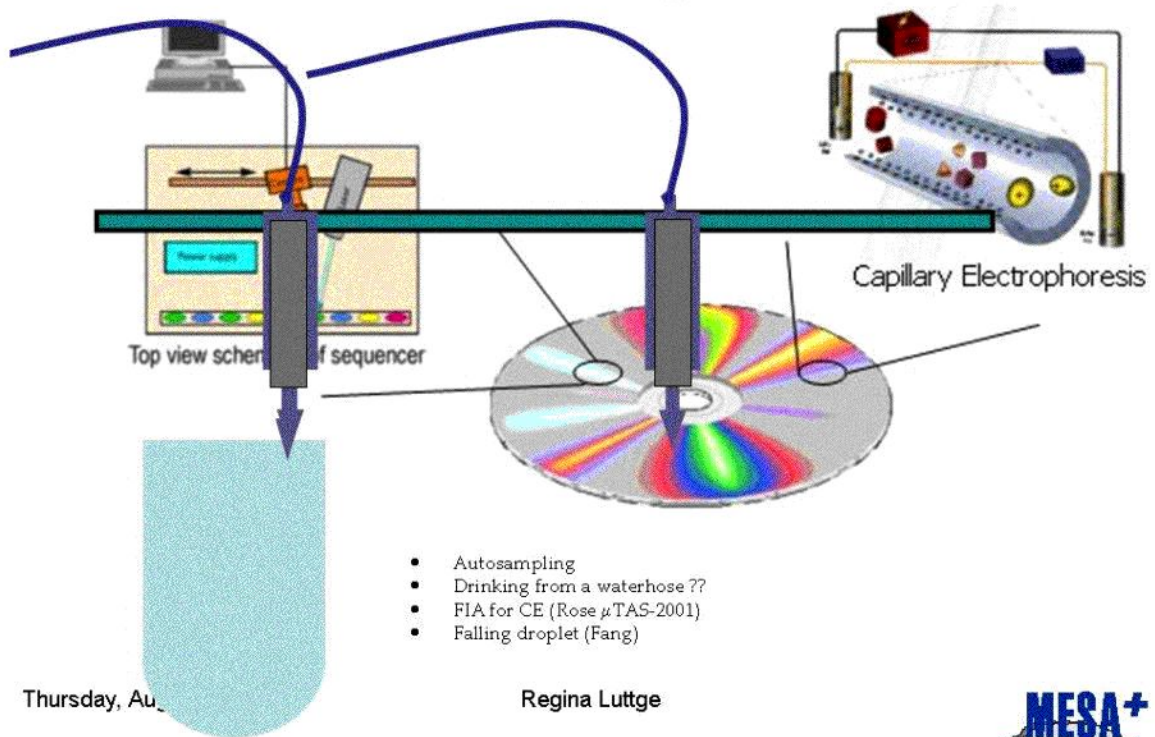 Power supply
Capillary Electrophoresis
Top view schem f sequencer
• Autosampling
• Drinking from a waterhose ??
• FIA for CE (Rose μTAS-2001)
• Falling droplet (Fang)
Thursday, Aug
Regina Luttge
MESA+